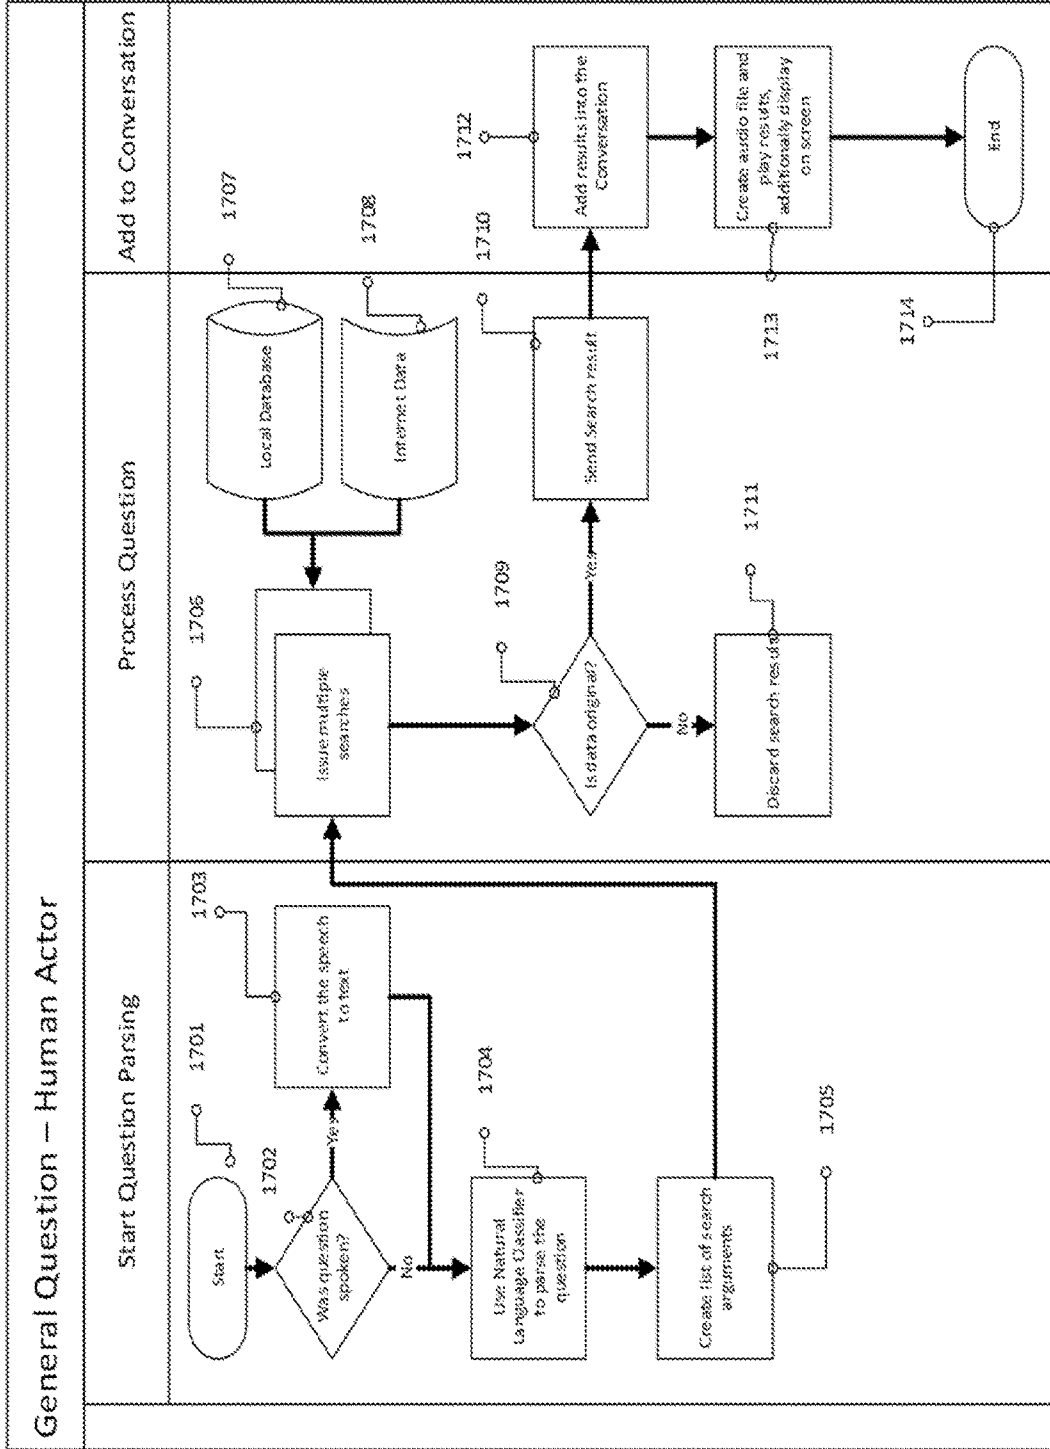 General Question – Human Actor
Start Question Parsing
Process Question
Add to Conversation
Start
1701
Was question
spoken?
1702
Yes
No
Convert the speech
to text
1703
Use Natural
Language Classifier
to parse the
question
1704
Create list of search
arguments
1705
Issue multiple
searches
1706
Local Database
1707
Internet Data
1708
Is data original?
1709
Yes
No
Send Search result
1710
Discard search result
1711
Add results into the
Conversation
1712
Create audio file and
play results,
additionally display
on screen
1713
End
1714